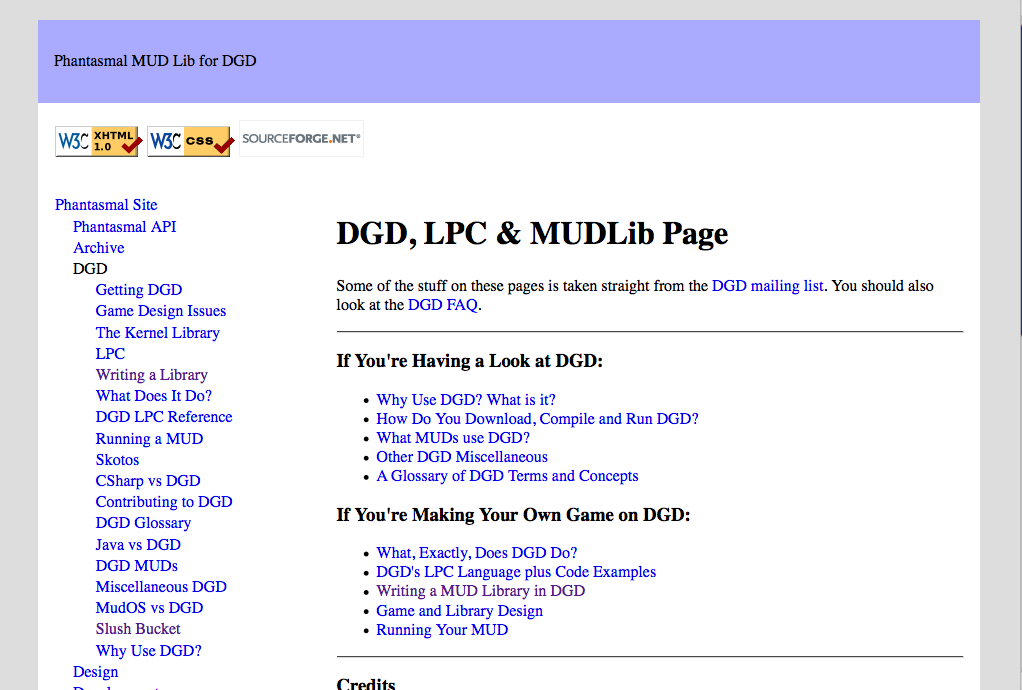 Phantasmal MUD Lib for DGD
W3C XHTML 1.0
W3C css
SOURCEFORGE.NET®
Phantasmal Site
Phantasmal API
Archive
DGD
Getting DGD
Game Design Issues
The Kernel Library
LPC
Writing a Library
What Does It Do?
DGD LPC Reference
Running a MUD
Skotos
CSharp vs DGD
Contributing to DGD
DGD Glossary
Java vs DGD
DGD MUDs
Miscellaneous DGD
MudOS vs DGD
Slush Bucket
Why Use DGD?
Design
DGD, LPC & MUDLib Page
Some of the stuff on these pages is taken straight from the DGD mailing list. You should also
look at the DGD FAQ.
If You're Having a Look at DGD:
• Why Use DGD? What is it?
• How Do You Download, Compile and Run DGD?
• What MUDs use DGD?
• Other DGD Miscellaneous
• A Glossary of DGD Terms and Concepts
If You're Making Your Own Game on DGD:
• What, Exactly, Does DGD Do?
• DGD's LPC Language plus Code Examples
• Writing a MUD Library in DGD
• Game and Library Design
• Running Your MUD
Credits